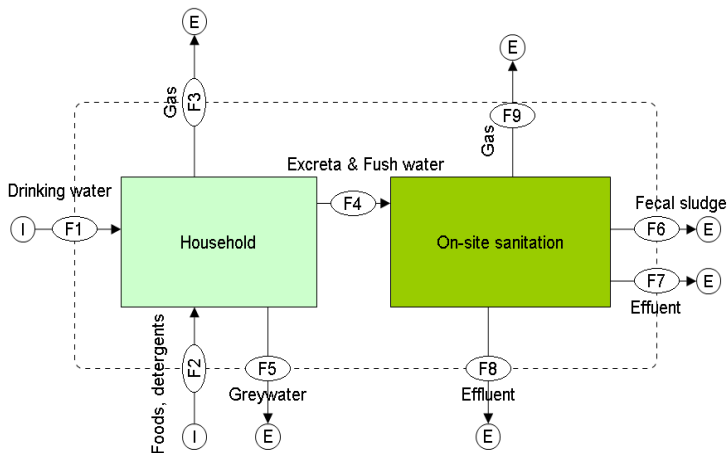 E
E
F3
Gas
F9
Gas
Excreta & Fush water
Drinking water
F4
Fecal sludge
I
F1
Household
On-site sanitation
F6
E
F7
E
Effuent
Foods, detergents
F2
F5
F8
Greywater
Effluent
I
E
E